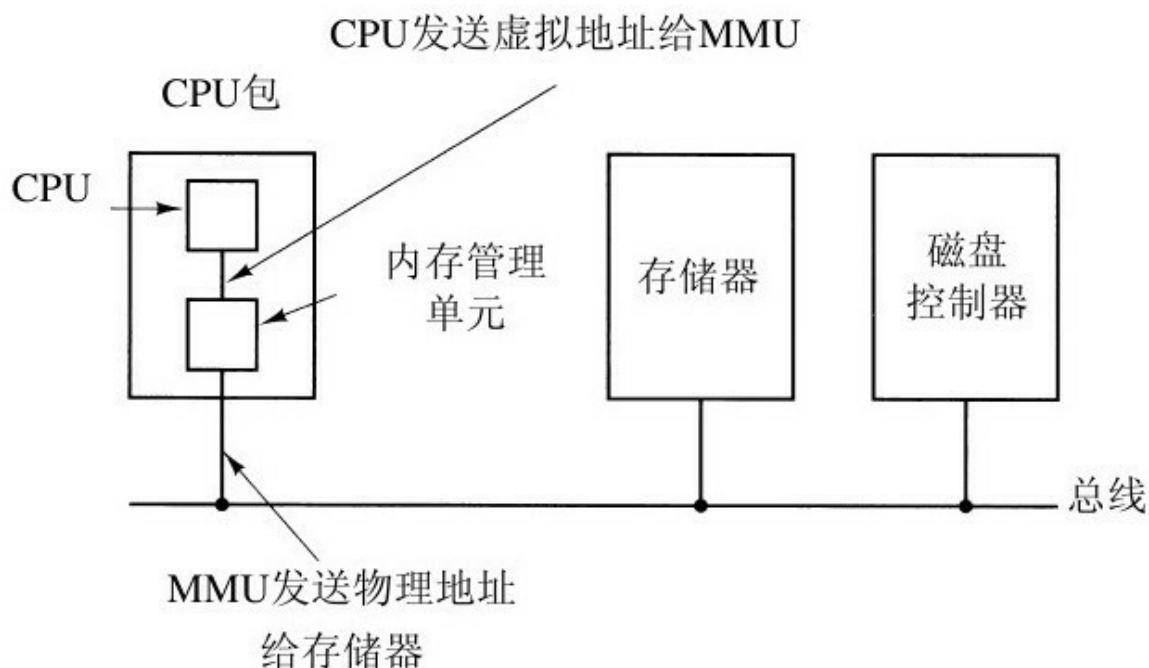 CPU发送虚拟地址给MMU
CPU包
CPU
内存管理
单元
存储器
磁盘
控制器
总线
MMU发送物理地址
给存储器